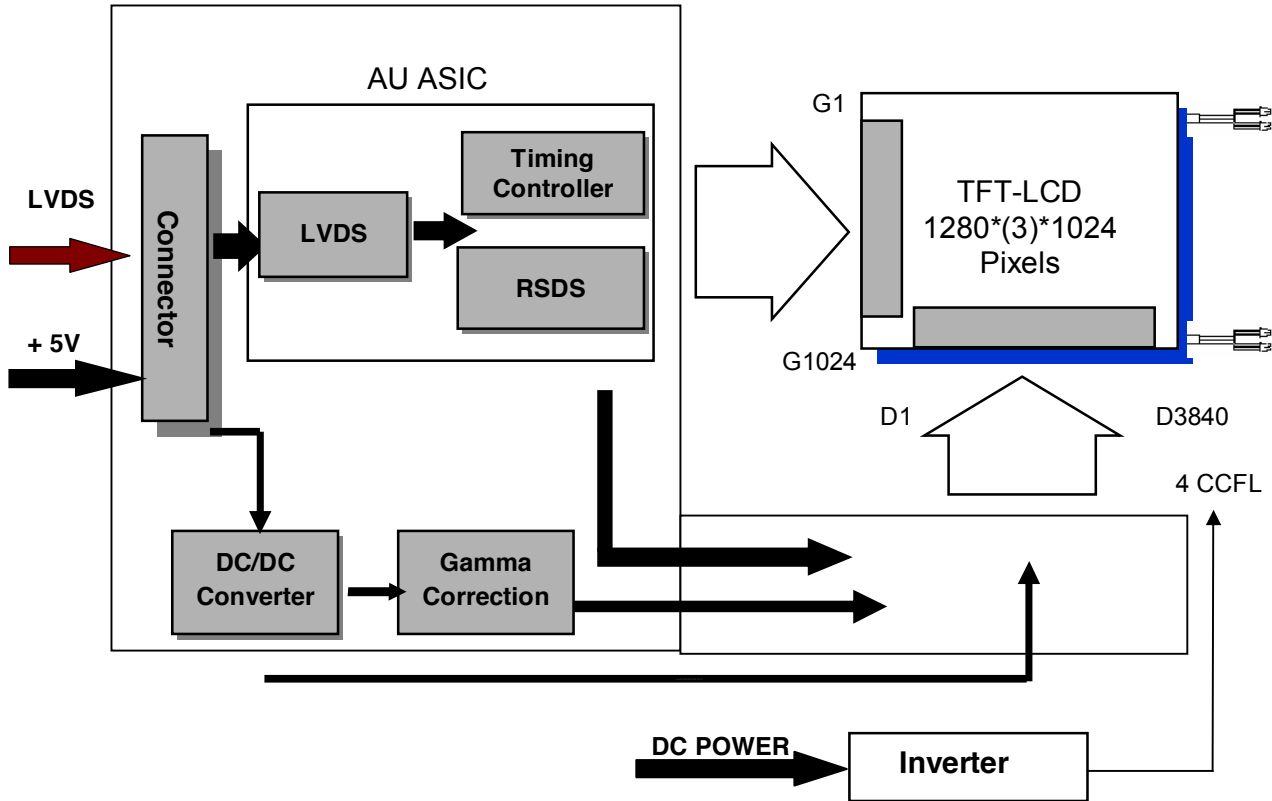 AU ASIC
LVDS
+ 5V
Connector
LVDS
Timing
Controller
RSDS
G1
TFT-LCD
1280*(3)*1024
Pixels
G1024
D1
D3840
4 CCFL
DC/DC
Converter
Gamma
Correction
DC POWER
Inverter